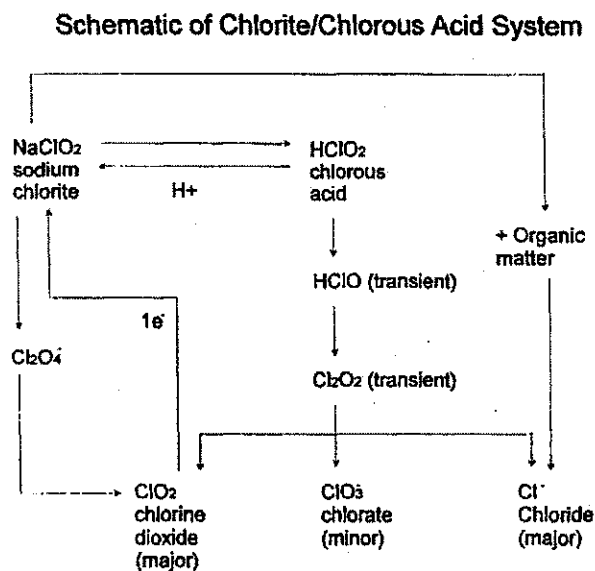 Schematic of Chlorite/Chlorous Acid System
NaClO₂
sodium
chlorite
H+
HClO₂
chlorous
acid
+ Organic
matter
HClO (transient)
1e⁻
Cl₂O₄⁻
Cl₂O₂ (transient)
ClO₂
chlorine
dioxide
(major)
ClO₃⁻
chlorate
(minor)
Cl⁻
Chloride
(major)